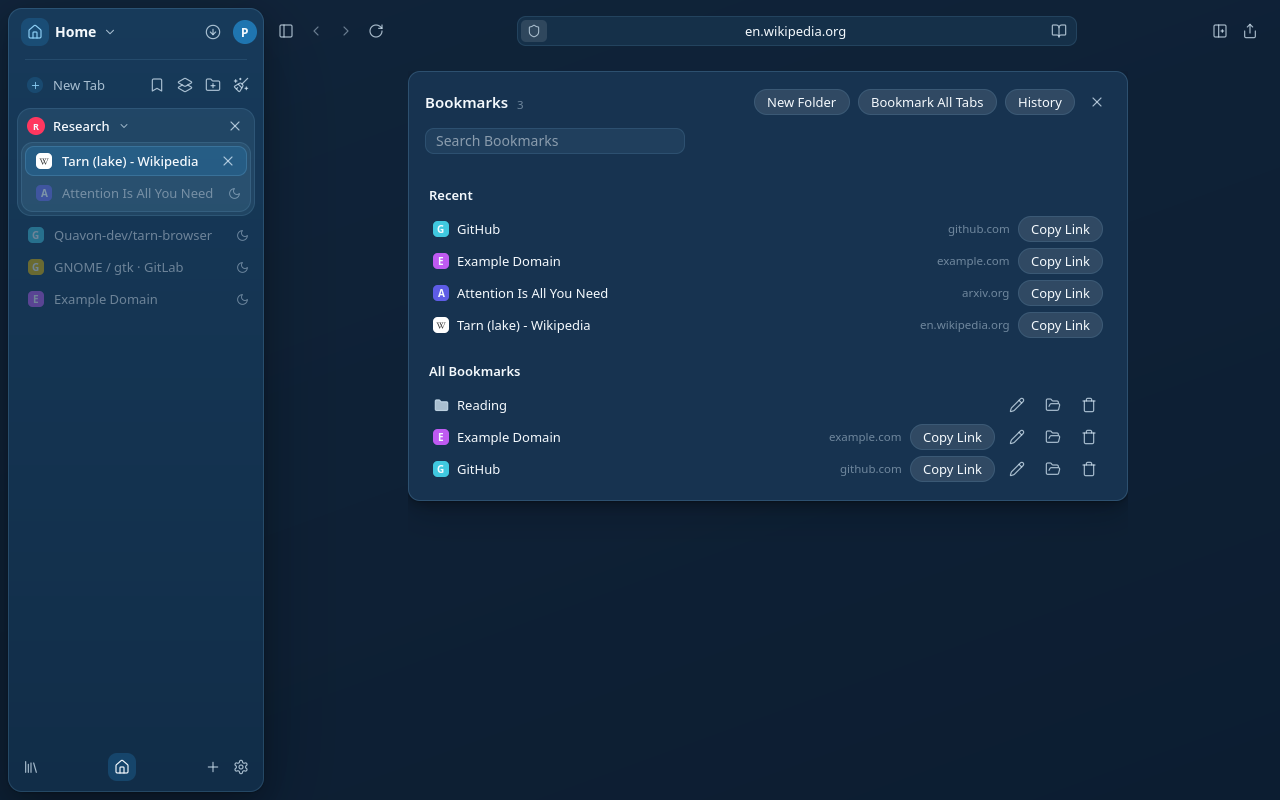 Home
P
en.wikipedia.org
New Tab
R Research
W Tarn (lake) - Wikipedia
A Attention Is All You Need
G Quavon-dev/tarn-browser
G GNOME / gtk · GitLab
E Example Domain
Bookmarks 3
New Folder
Bookmark All Tabs
History
Search Bookmarks
Recent
G GitHub github.com Copy Link
E Example Domain example.com Copy Link
A Attention Is All You Need arxiv.org Copy Link
W Tarn (lake) - Wikipedia en.wikipedia.org Copy Link
All Bookmarks
Reading
E Example Domain example.com Copy Link
G GitHub github.com Copy Link